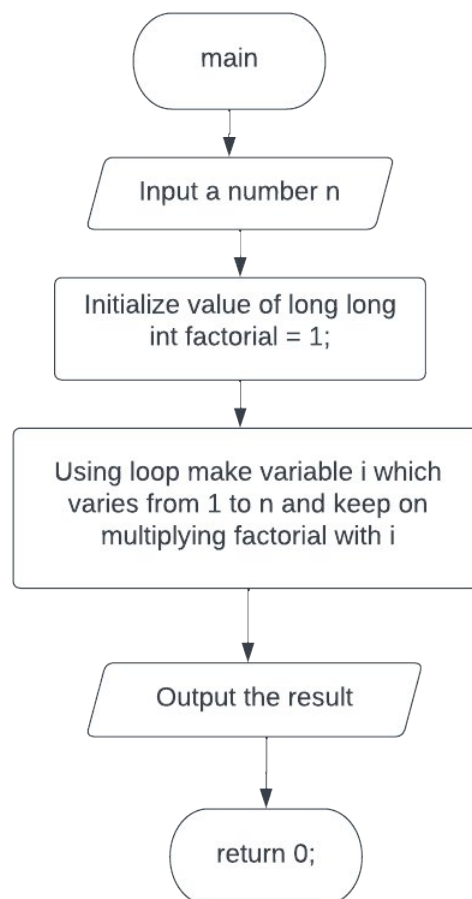 main
Input a number n
Initialize value of long long
int factorial = 1;
Using loop make variable i which
varies from 1 to n and keep on
multiplying factorial with i
Output the result
return 0;